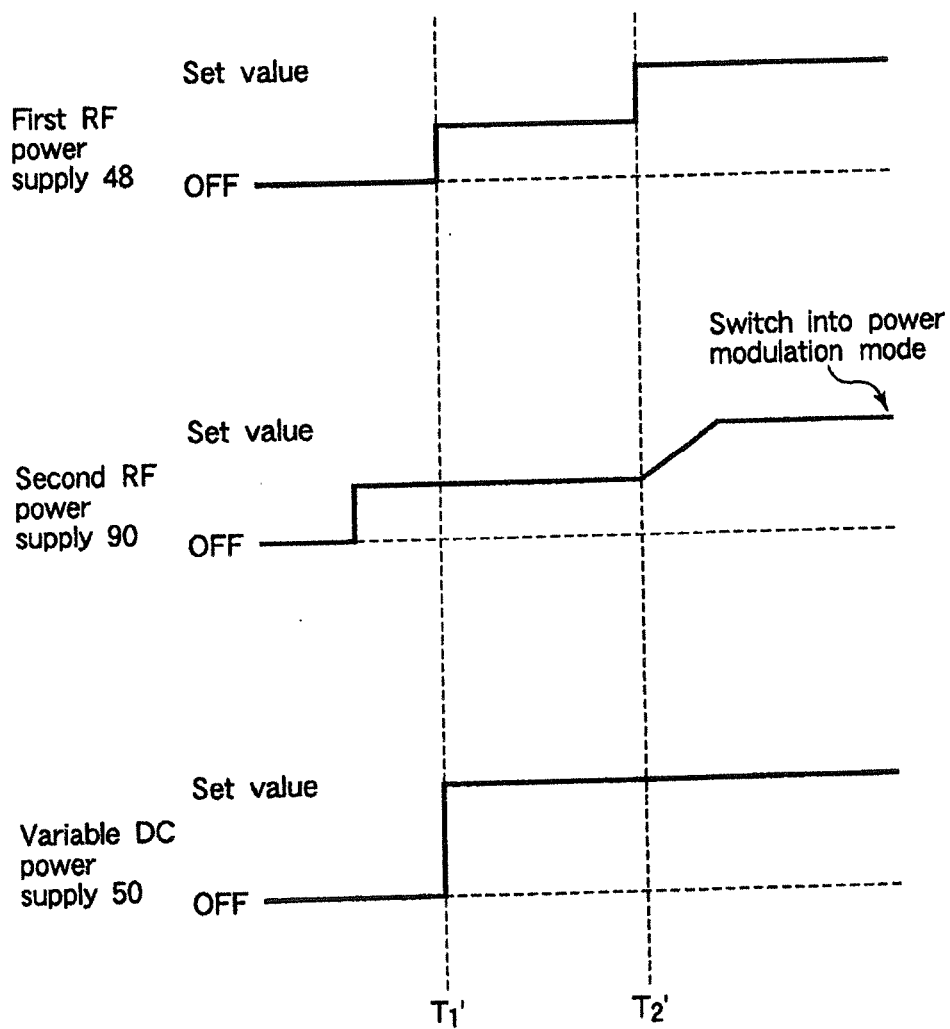 Set value
First RF
power
supply 48
OFF
Switch into power
modulation mode
Set value
Second RF
power
supply 90
OFF
Set value
Variable DC
power
supply 50
OFF
T1'
T2'